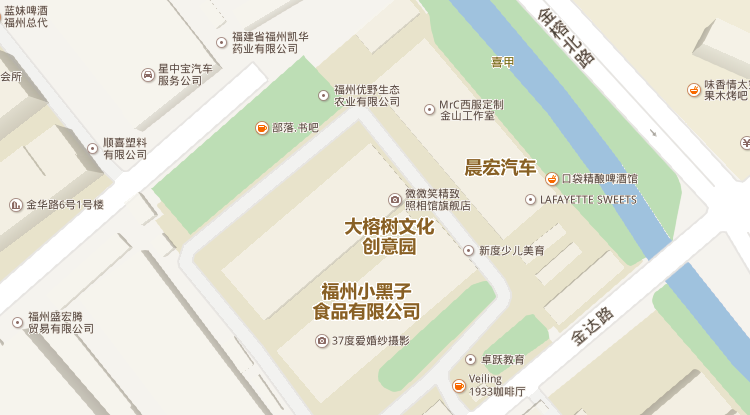 蓝妹啤酒
福州总代
福建省福州凯华
药业有限公司
金榕北路
喜甲
星中宝汽车
服务公司
会所
福州优野生态
农业有限公司
味香情太
果木烤吧
MrC西服定制
金山工作室
部落.书吧
顺喜塑料
有限公司
晨宏汽车
口袋精酿啤酒馆
微微笑精致
照相馆旗舰店
LAFAYETTE SWEETS
金华路6号1号楼
大榕树文化
创意园
新度少儿美育
福州小黑子
食品有限公司
福州盛宏腾
贸易有限公司
金达路
37度爱婚纱摄影
卓跃教育
Veiling
1933咖啡厅